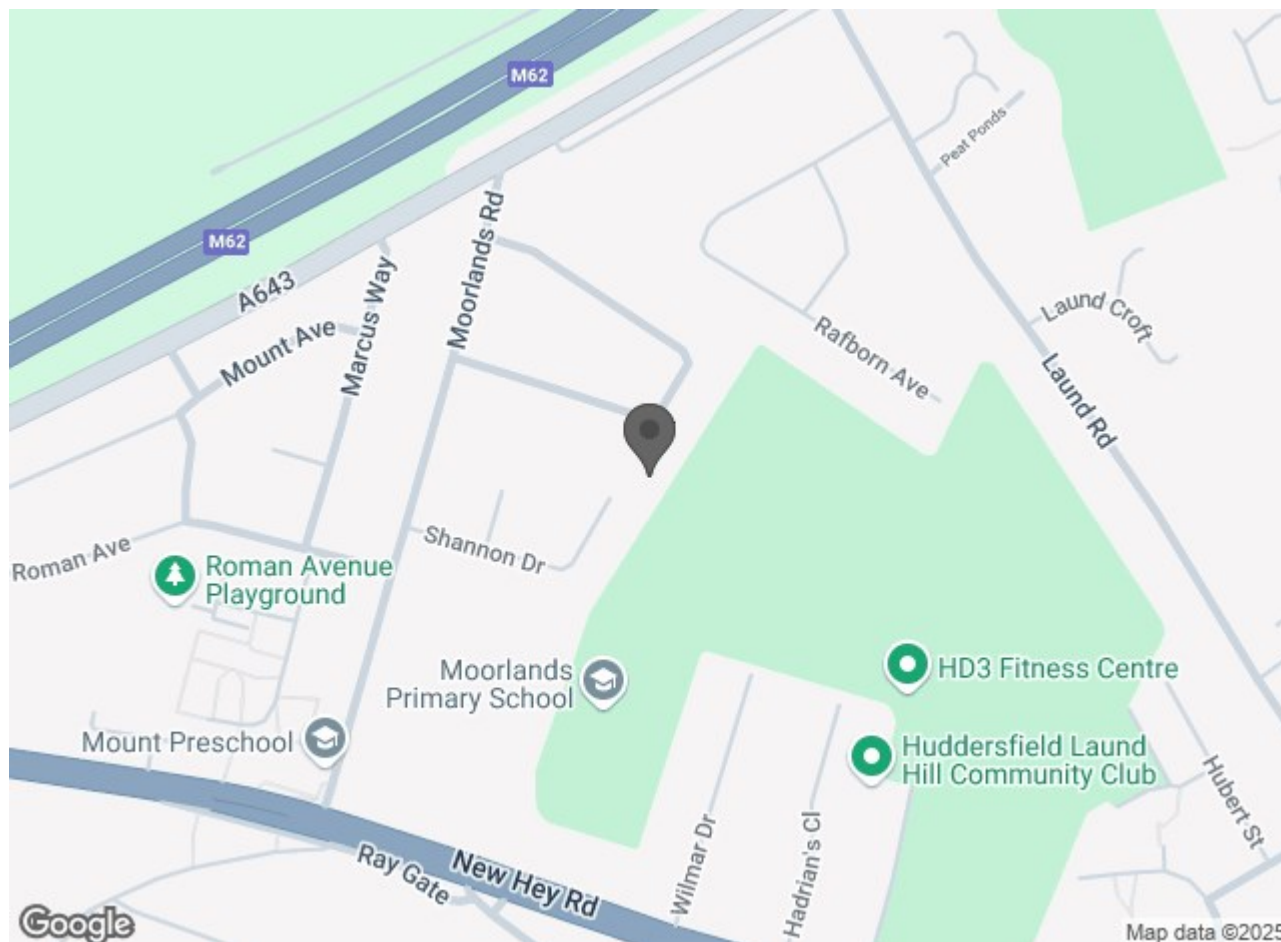 M62
Peat Ponds
M62
Moorlands Rd
A643
Marcus Way
Mount Ave
Laund Croft
Rafborn Ave
Laund Rd
Shannon Dr
Roman Ave
Roman Avenue
Playground
Moorlands
Primary School
HD3 Fitness Centre
Mount Preschool
Huddersfield Laund
Hill Community Club
Hubert St
Wilmar Dr
Hadrian's Cl
Ray Gate
New Hey Rd
Google
Map data ©2025